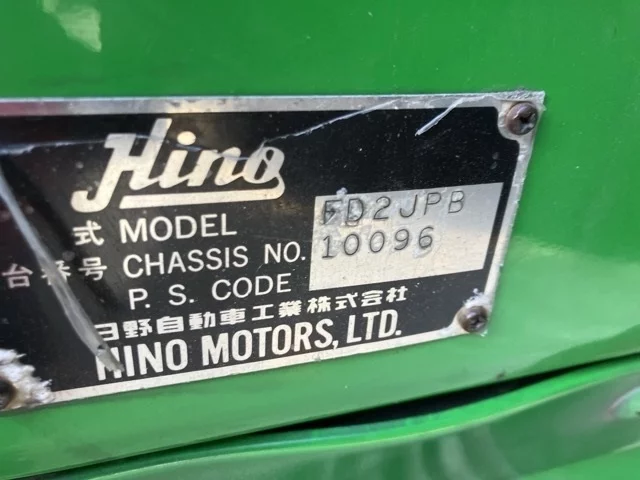 Hino
式 MODEL FD2JPB
台番号 CHASSIS NO. 10096
P. S. CODE
日野自動車工業株式会社
HINO MOTORS, LTD.